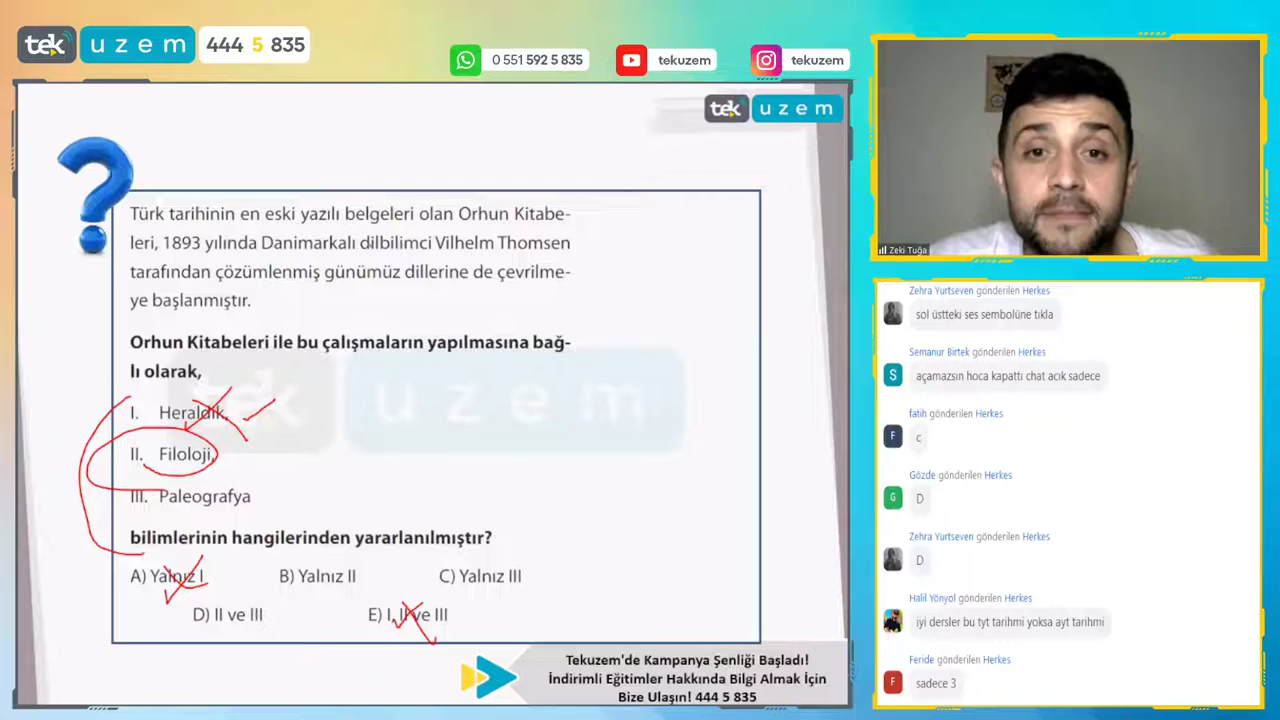 tek uzem 444 5 835
0 551 592 5 835
tekuzem
tekuzem
tek uzem
Türk tarihinin en eski yazılı belgeleri olan Orhun Kitabe-
leri, 1893 yılında Danimarkalı dilbilimci Vilhelm Thomsen
tarafından çözümlenmiş günümüz dillerine de çevrilme-
ye başlanmıştır.
Orhun Kitabeleri ile bu çalışmaların yapılmasına bağ-
lı olarak,
I. Heraldik,
II. Filoloji,
III. Paleografya
bilimlerinin hangilerinden yararlanılmıştır?
A) Yalnız I B) Yalnız II C) Yalnız III
D) II ve III E) I, II ve III
tek uzem
Tekuzem'de Kampanya Şenliği Başladı!
İndirimli Eğitimler Hakkında Bilgi Almak İçin
Bize Ulaşın! 444 5 835
Zeki Tuğa
Zehra Yurtseven gönderilen Herkes
sol üstteki ses sembolüne tıkla
Semanur Birtek gönderilen Herkes
S
açamazsın hoca kapattı chat acık sadece
fatih gönderilen Herkes
F
c
Gözde gönderilen Herkes
G
D
Zehra Yurtseven gönderilen Herkes
D
Halil Yönyol gönderilen Herkes
iyi dersler bu tyt tarihmi yoksa ayt tarihmi
Feride gönderilen Herkes
F
sadece 3